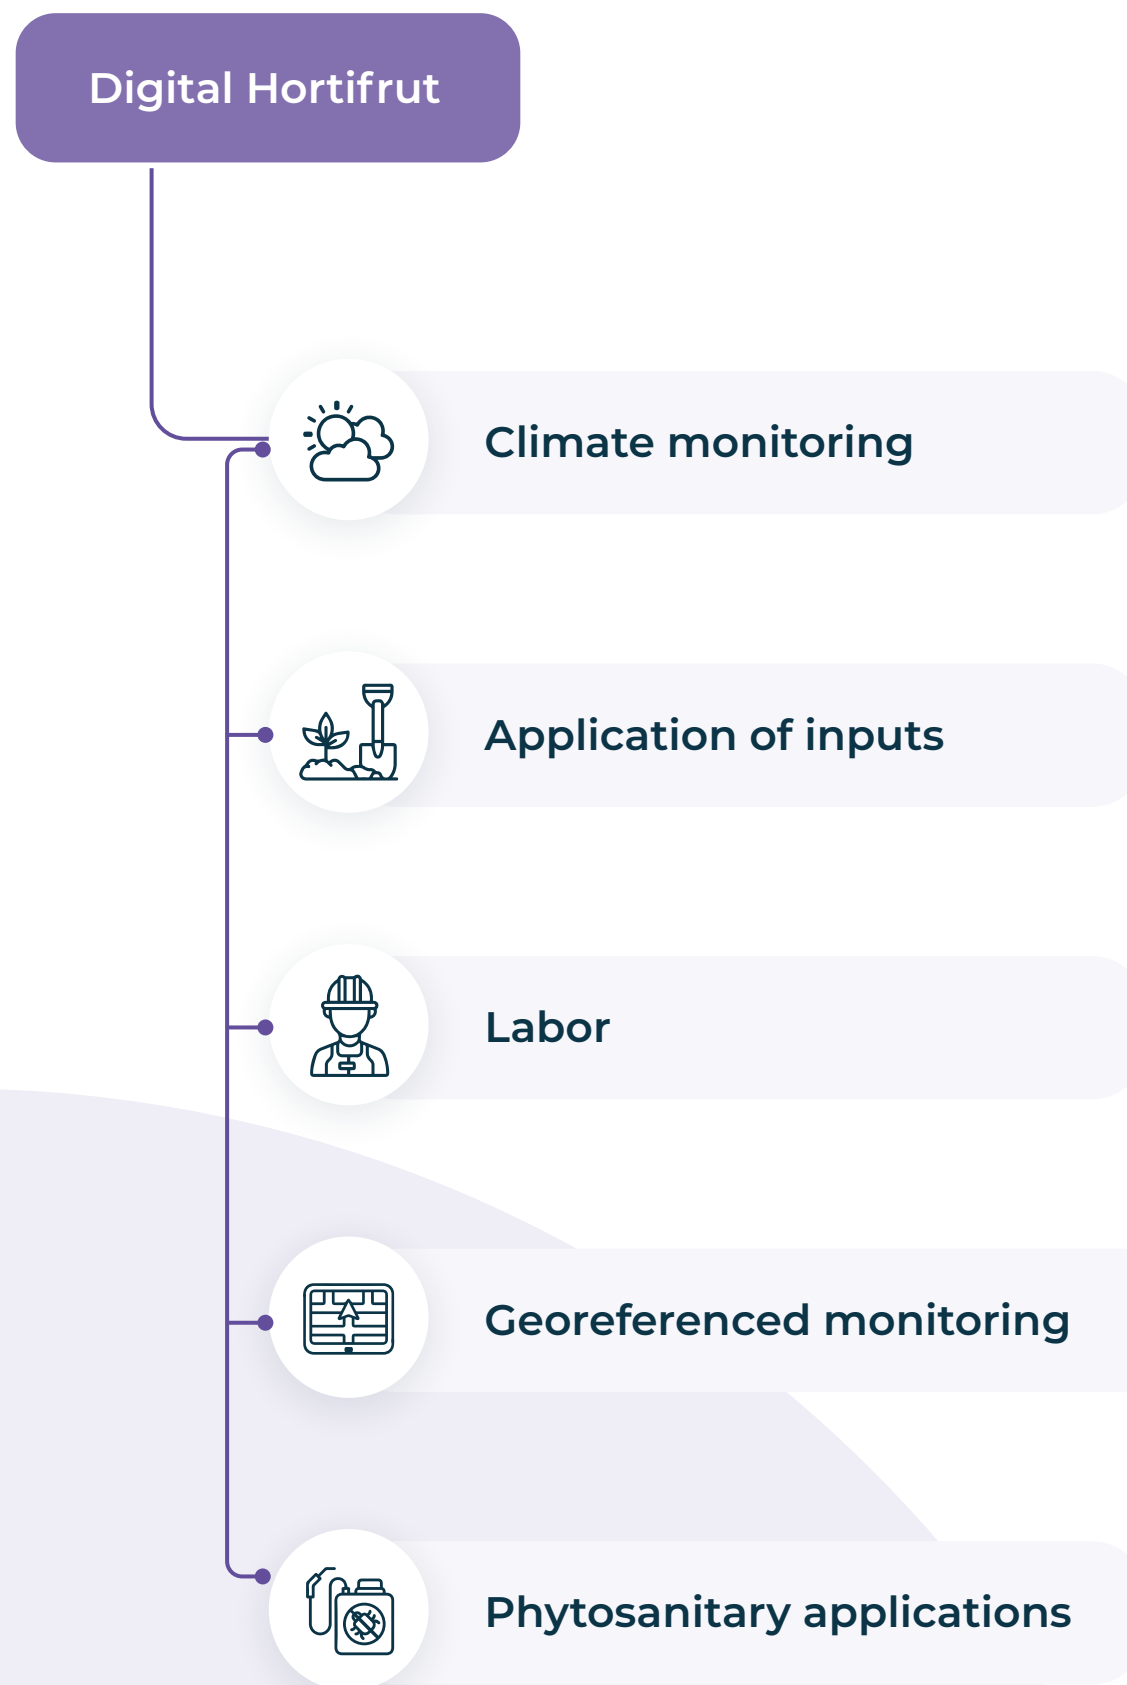 Digital Hortifrut
Climate monitoring
Application of inputs
Labor
Georeferenced monitoring
Phytosanitary applications